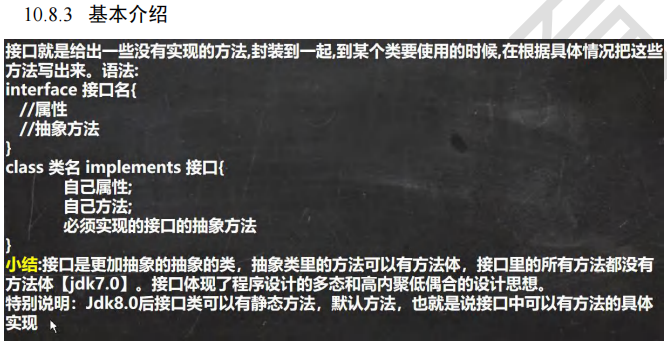 10.8.3 基本介绍
接口就是给出一些没有实现的方法,封装到一起,到某个类要使用的时候,在根据具体情况把这些
方法写出来。语法:
interface 接口名{
//属性
//抽象方法
}
class 类名 implements 接口{
自己属性;
自己方法;
必须实现的接口的抽象方法
}
小结:接口是更加抽象的抽象的类，抽象类里的方法可以有方法体，接口里的所有方法都没有
方法体【jdk7.0】。接口体现了程序设计的多态和高内聚低偶合的设计思想。
特别说明：Jdk8.0后接口类可以有静态方法，默认方法，也就是说接口中可以有方法的具体
实现